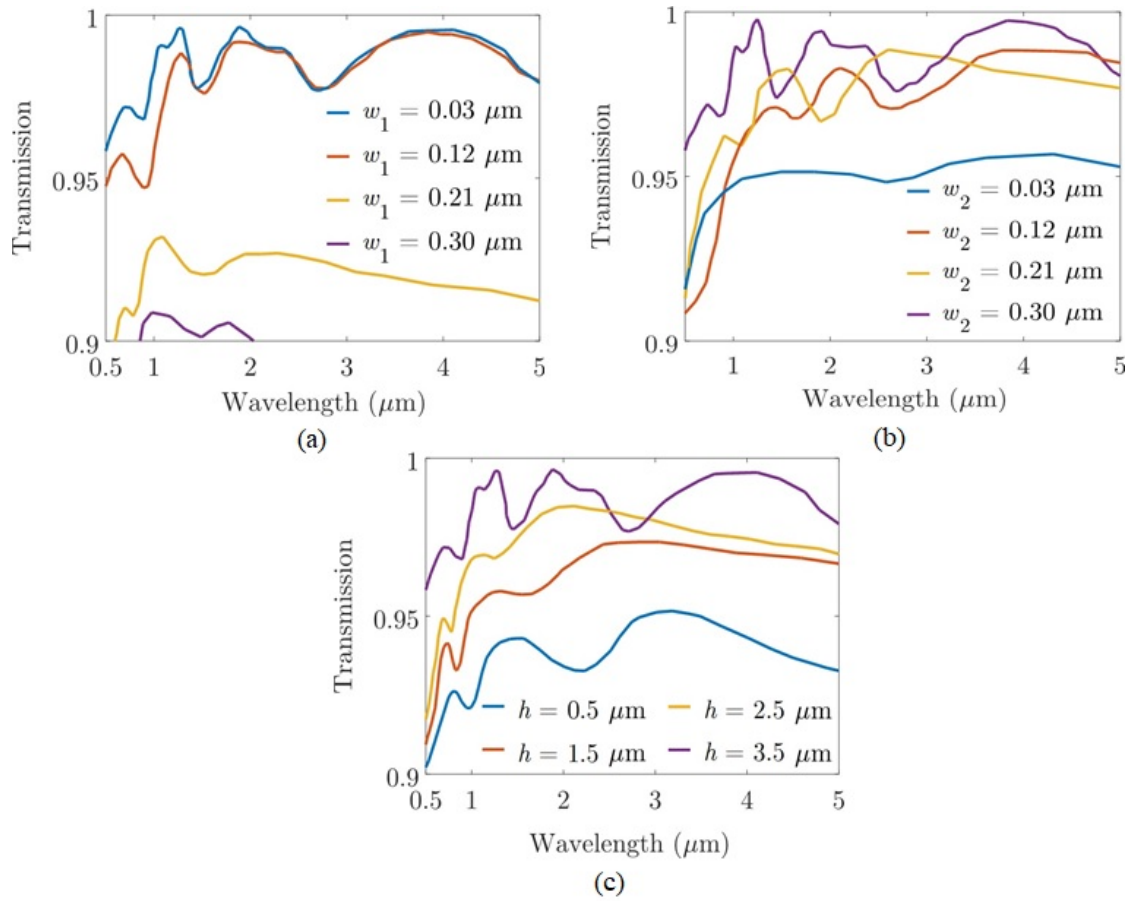 1
0.95
0.9
Transmission
w1 = 0.03 μm
w1 = 0.12 μm
w1 = 0.21 μm
w1 = 0.30 μm
0.5 1 2 3 4 5
Wavelength (μm)
(a)
1
0.95
0.9
Transmission
w2 = 0.03 μm
w2 = 0.12 μm
w2 = 0.21 μm
w2 = 0.30 μm
0.5 1 2 3 4 5
Wavelength (μm)
(b)
1
0.95
0.9
Transmission
h = 0.5 μm h = 2.5 μm
h = 1.5 μm h = 3.5 μm
0.5 1 2 3 4 5
Wavelength (μm)
(c)